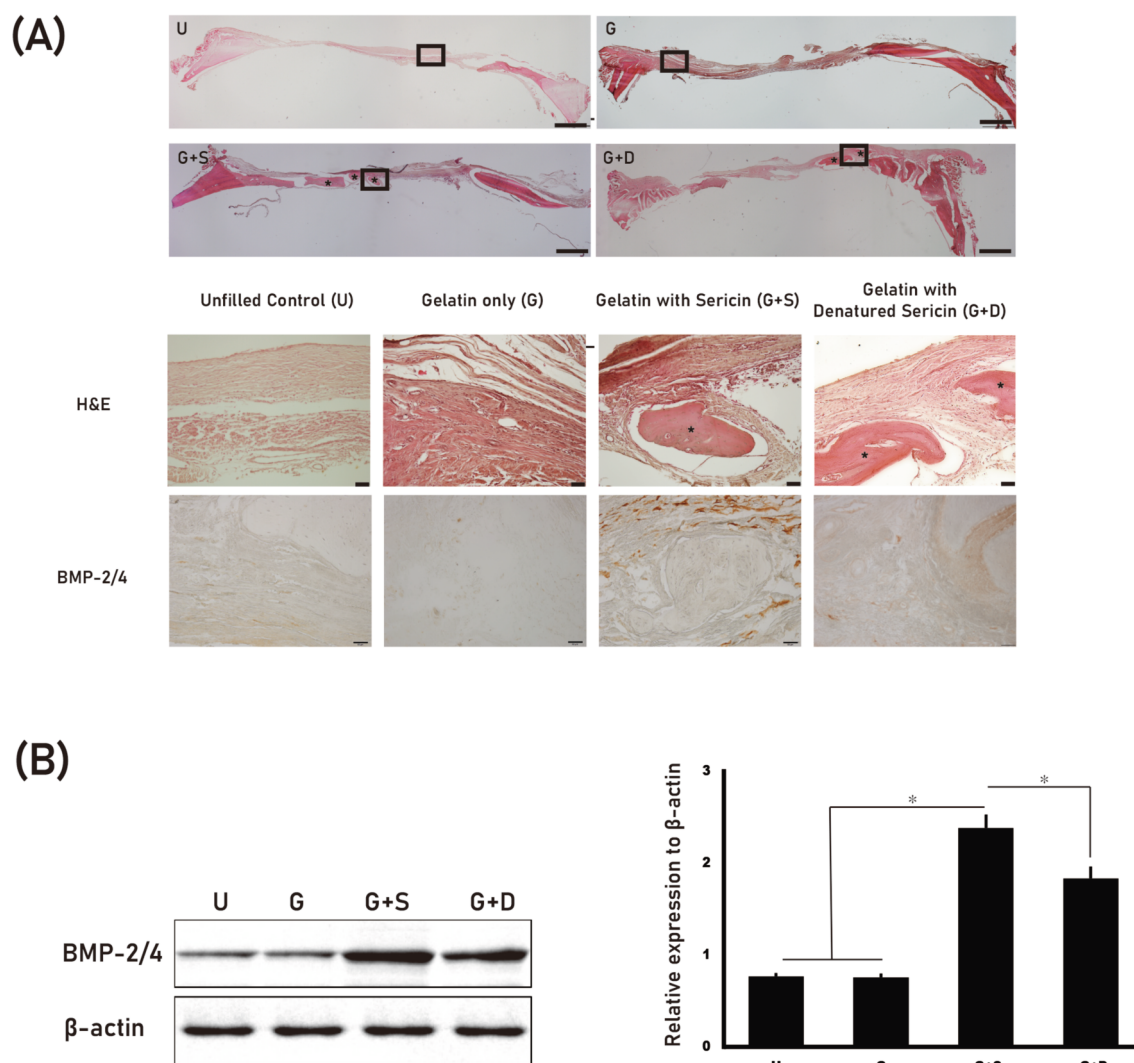 (A)
U
G
G+S
G+D
Unfilled Control (U)
Gelatin only (G)
Gelatin with Sericin (G+S)
Gelatin with
Denatured Sericin (G+D)
H&E
BMP-2/4
(B)
U G G+S G+D
BMP-2/4
β-actin
Relative expression to β-actin
3
2
1
0
*
*